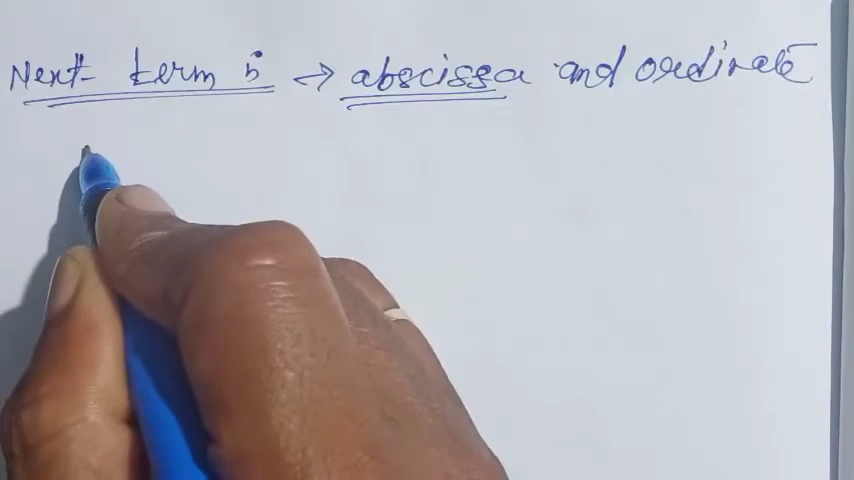 Next term is → abscissa and ordinate